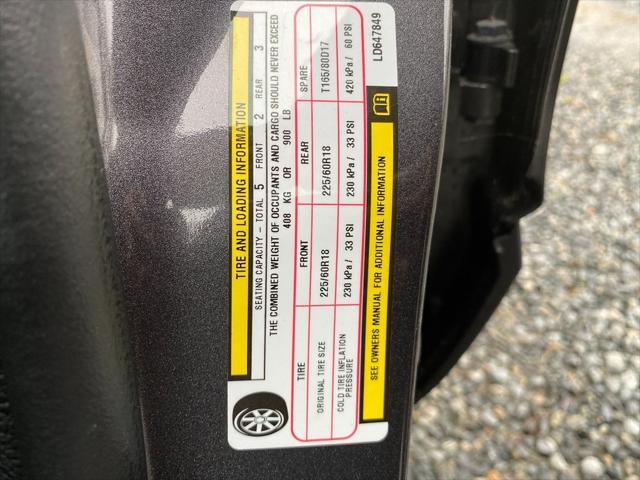 TIRE AND LOADING INFORMATION
SEATING CAPACITY - TOTAL 5 FRONT 2 REAR 3
THE COMBINED WEIGHT OF OCCUPANTS AND CARGO SHOULD NEVER EXCEED
408 KG OR 900 LB
TIRE FRONT REAR SPARE
ORIGINAL TIRE SIZE 225/60R18 225/60R18 T165/80D17
COLD TIRE INFLATION
PRESSURE 230 kPa / 33 PSI 230 kPa / 33 PSI 420 kPa / 60 PSI
SEE OWNERS MANUAL FOR ADDITIONAL INFORMATION
LD647849